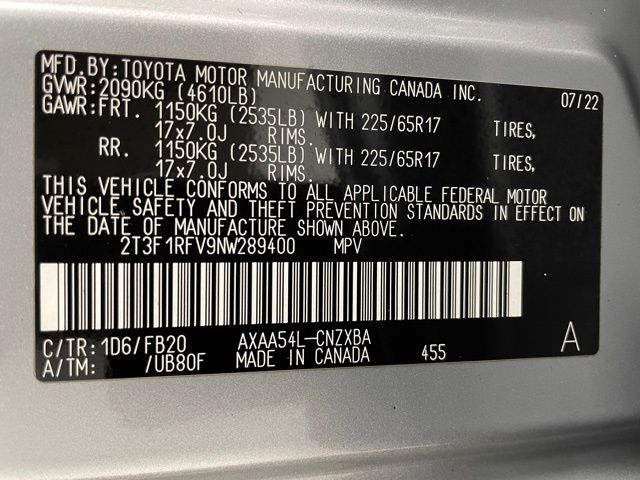 MFD.BY:TOYOTA MOTOR MANUFACTURING CANADA INC.
GVWR:2090KG (4610LB) 07/22
GAWR:FRT. 1150KG (2535LB) WITH 225/65R17 TIRES,
17x7.0J RIMS.
RR. 1150KG (2535LB) WITH 225/65R17 TIRES,
17x7.0J RIMS.
THIS VEHICLE CONFORMS TO ALL APPLICABLE FEDERAL MOTOR
VEHICLE SAFETY AND THEFT PREVENTION STANDARDS IN EFFECT ON
THE DATE OF MANUFACTURE SHOWN ABOVE.
2T3F1RFV9NW289400 MPV
C/TR:1D6/FB20 AXAA54L-CNZXBA A
A/TM: /UB80F MADE IN CANADA 455